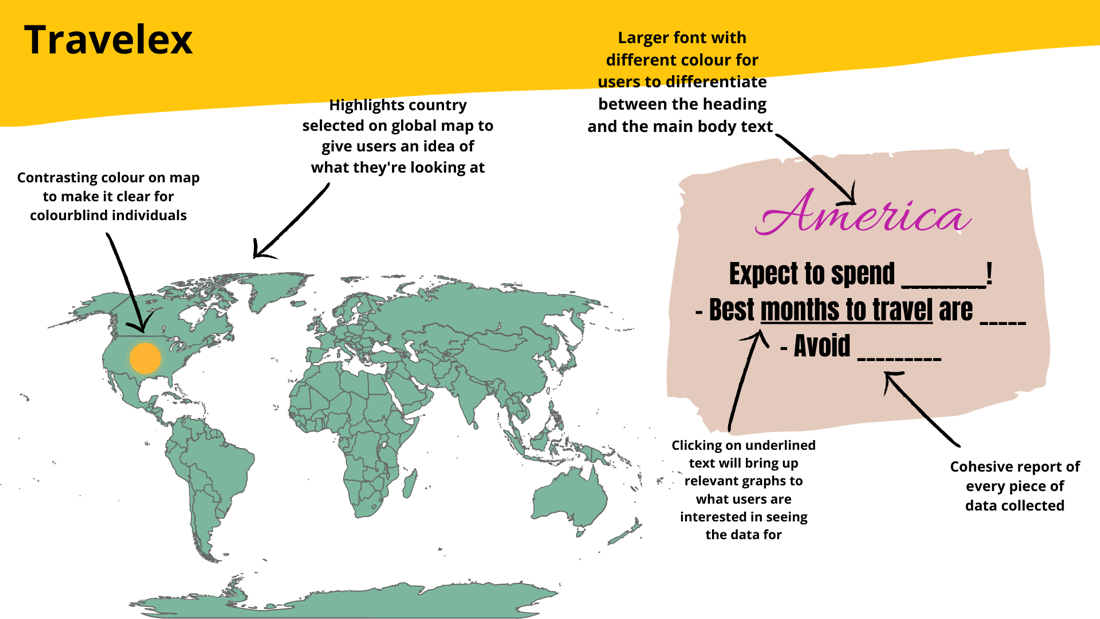 Travelex
Larger font with
different colour for
users to differentiate
between the heading
and the main body text
Highlights country
selected on global map to
give users an idea of
what they're looking at
Contrasting colour on map
to make it clear for
colourblind individuals
America
Expect to spend _________!
- Best months to travel are _____
- Avoid _________
Clicking on underlined
text will bring up
relevant graphs to
what users are
interested in seeing
the data for
Cohesive report of
every piece of
data collected